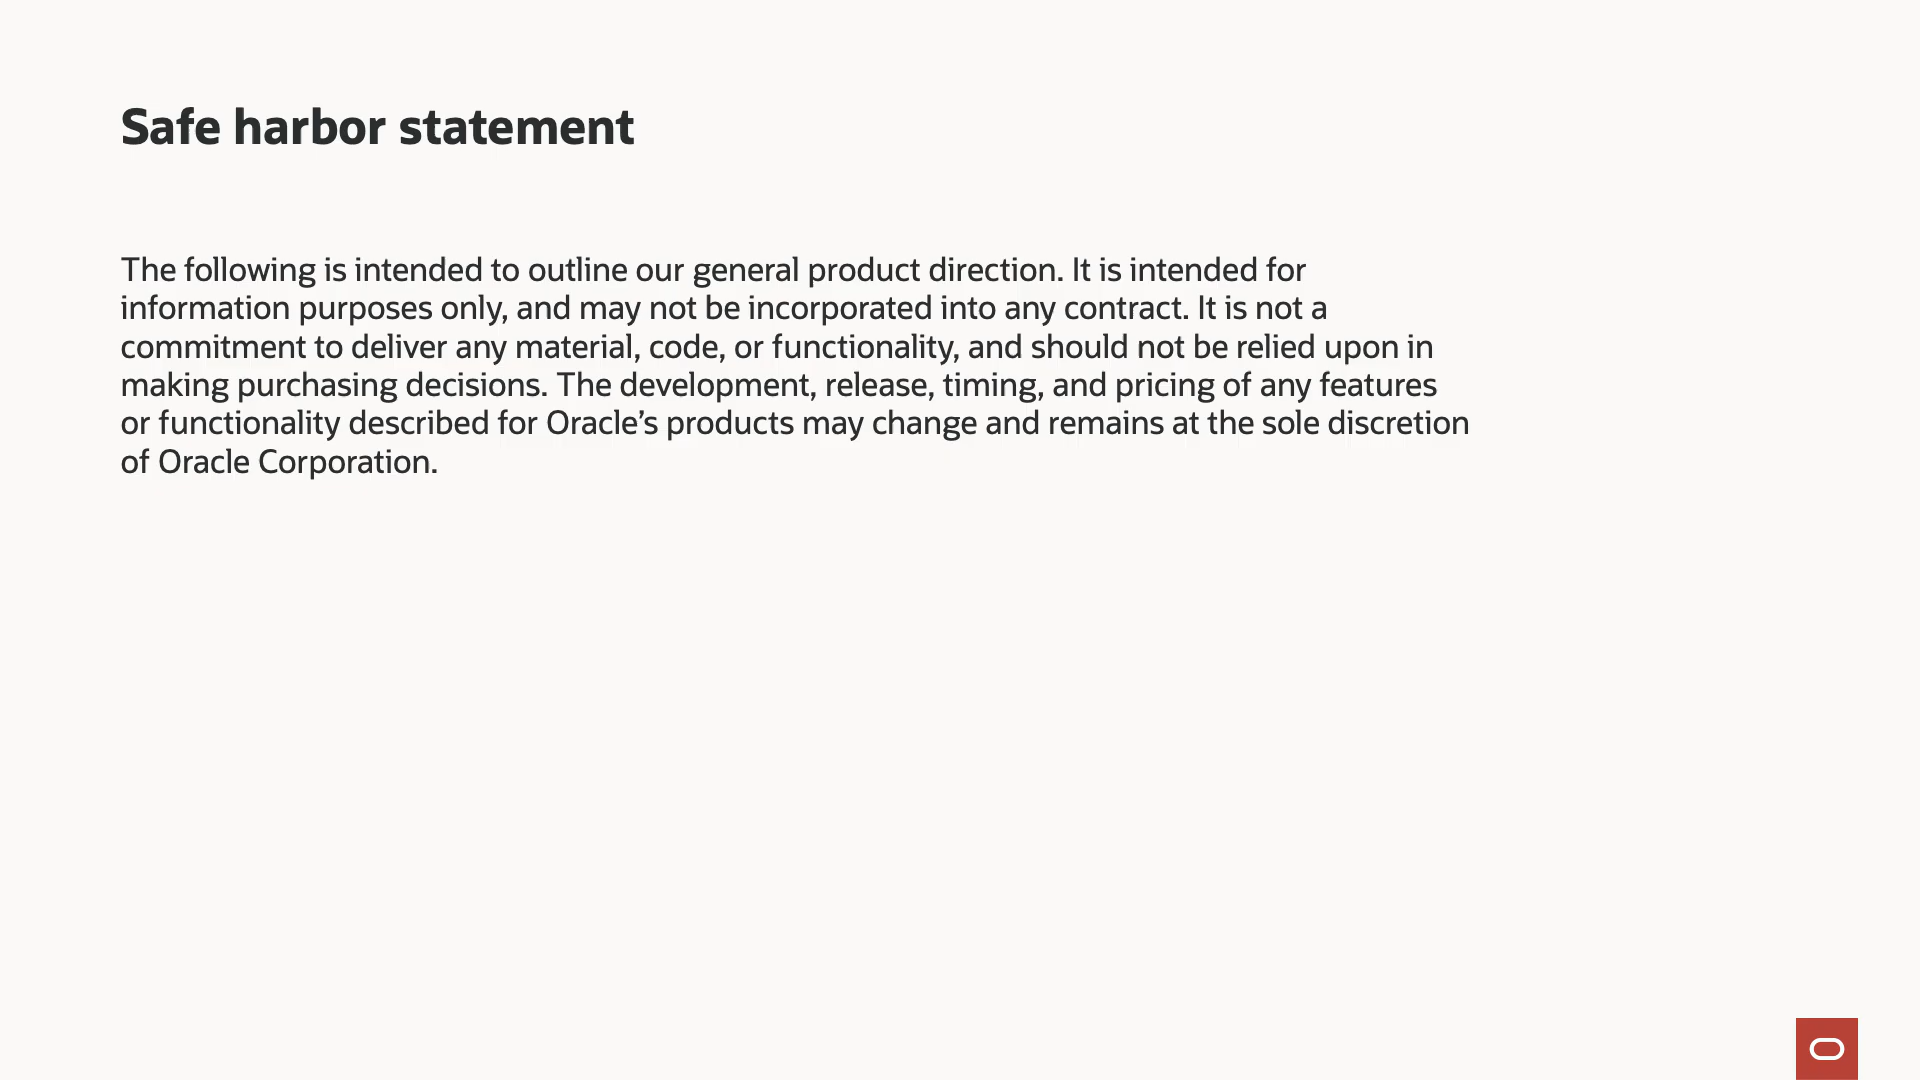 Safe harbor statement
The following is intended to outline our general product direction. It is intended for
information purposes only, and may not be incorporated into any contract. It is not a
commitment to deliver any material, code, or functionality, and should not be relied upon in
making purchasing decisions. The development, release, timing, and pricing of any features
or functionality described for Oracle’s products may change and remains at the sole discretion
of Oracle Corporation.